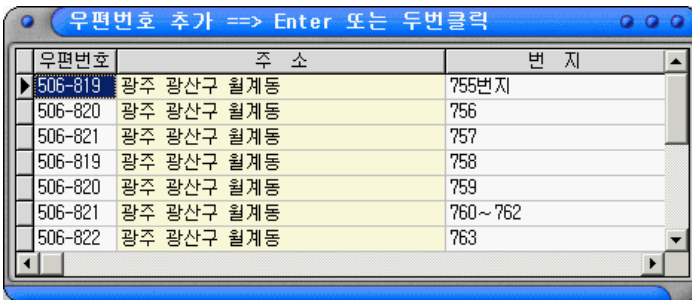 우편번호 추가 ==> Enter 또는 두번클릭
우편번호 주 소 번 지
506-819 광주 광산구 월계동 755번지
506-820 광주 광산구 월계동 756
506-821 광주 광산구 월계동 757
506-819 광주 광산구 월계동 758
506-820 광주 광산구 월계동 759
506-821 광주 광산구 월계동 760~762
506-822 광주 광산구 월계동 763